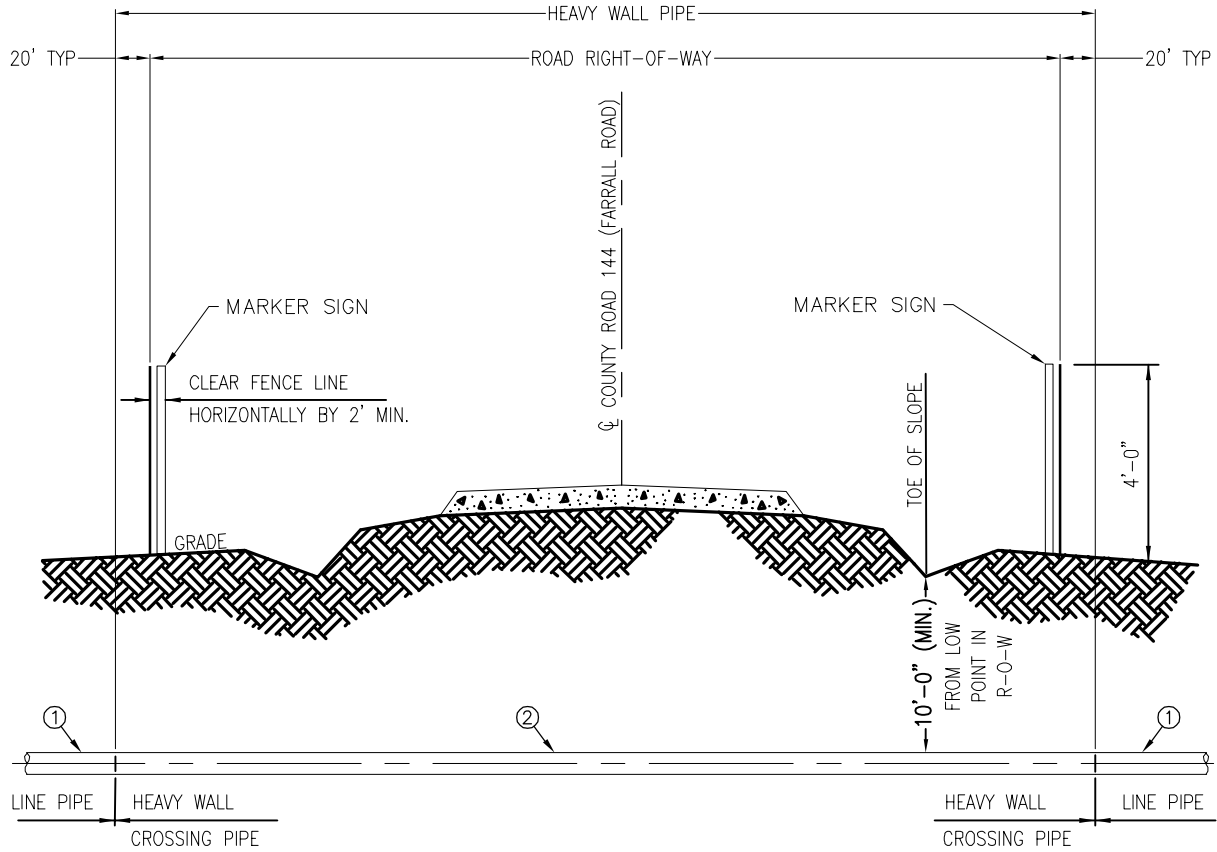 HEAVY WALL PIPE
20' TYP
ROAD RIGHT-OF-WAY
20' TYP
℄ COUNTY ROAD 144 (FARRALL ROAD)
MARKER SIGN
MARKER SIGN
CLEAR FENCE LINE
HORIZONTALLY BY 2' MIN.
TOE OF SLOPE
4'-0"
GRADE
10'-0" (MIN.)
FROM LOW
POINT IN
R-O-W
1
2
1
LINE PIPE
HEAVY WALL
CROSSING PIPE
HEAVY WALL
CROSSING PIPE
LINE PIPE